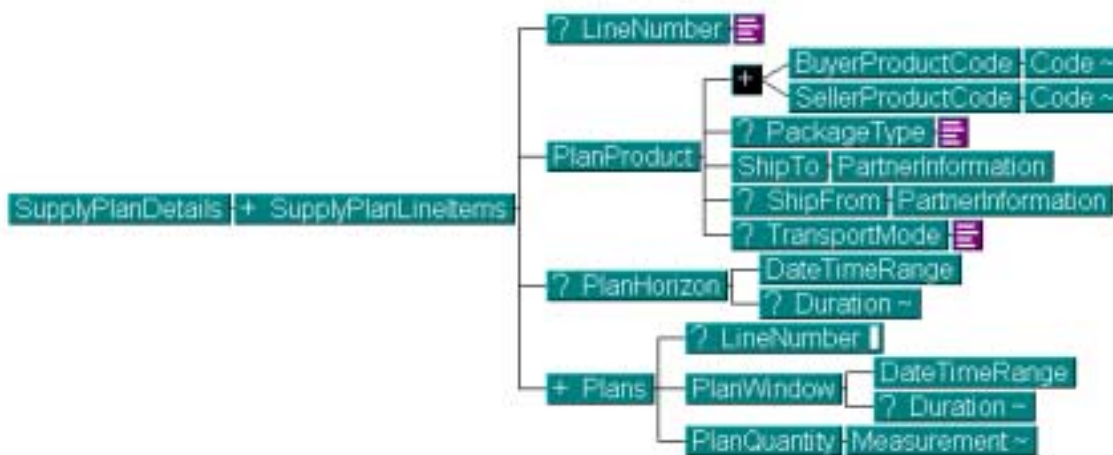 ? LineNumber
+
BuyerProductCode Code ~
SellerProductCode Code ~
PlanProduct
? PackageType
ShipTo PartnerInformation
? ShipFrom PartnerInformation
? TransportMode
SupplyPlanDetails + SupplyPlanLineItems
? PlanHorizon
DateTimeRange
? Duration ~
? LineNumber
+ Plans
PlanWindow
DateTimeRange
? Duration ~
PlanQuantity Measurement ~